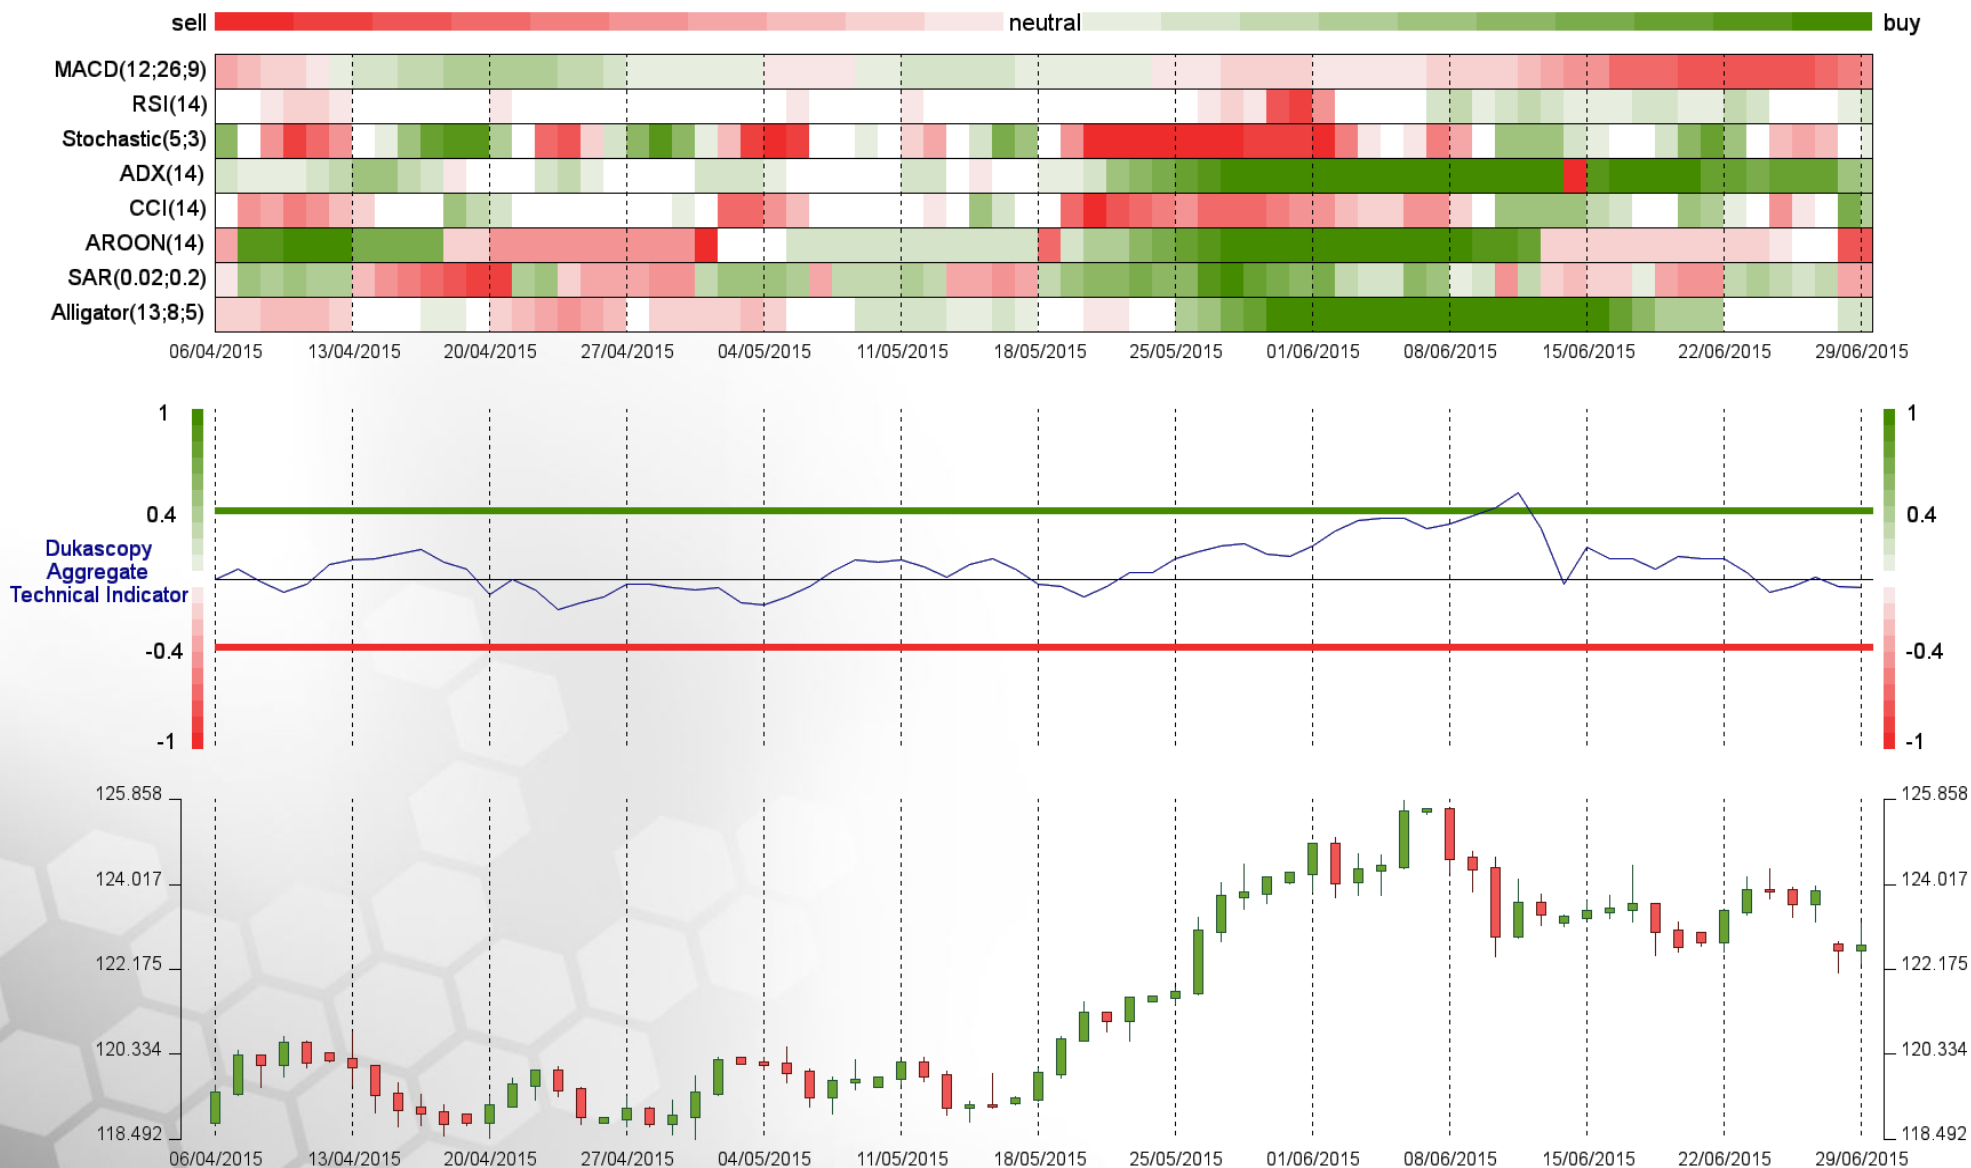 sell neutral buy
MACD(12;26;9)
RSI(14)
Stochastic(5;3)
ADX(14)
CCI(14)
AROON(14)
SAR(0.02;0.2)
Alligator(13;8;5)
06/04/2015 13/04/2015 20/04/2015 27/04/2015 04/05/2015 11/05/2015 18/05/2015 25/05/2015 01/06/2015 08/06/2015 15/06/2015 22/06/2015 29/06/2015
1 1
0.4 0.4
Dukascopy
Aggregate
Technical Indicator
-0.4 -0.4
-1 -1
125.858 125.858
124.017 124.017
122.175 122.175
120.334 120.334
118.492 118.492
06/04/2015 13/04/2015 20/04/2015 27/04/2015 04/05/2015 11/05/2015 18/05/2015 25/05/2015 01/06/2015 08/06/2015 15/06/2015 22/06/2015 29/06/2015